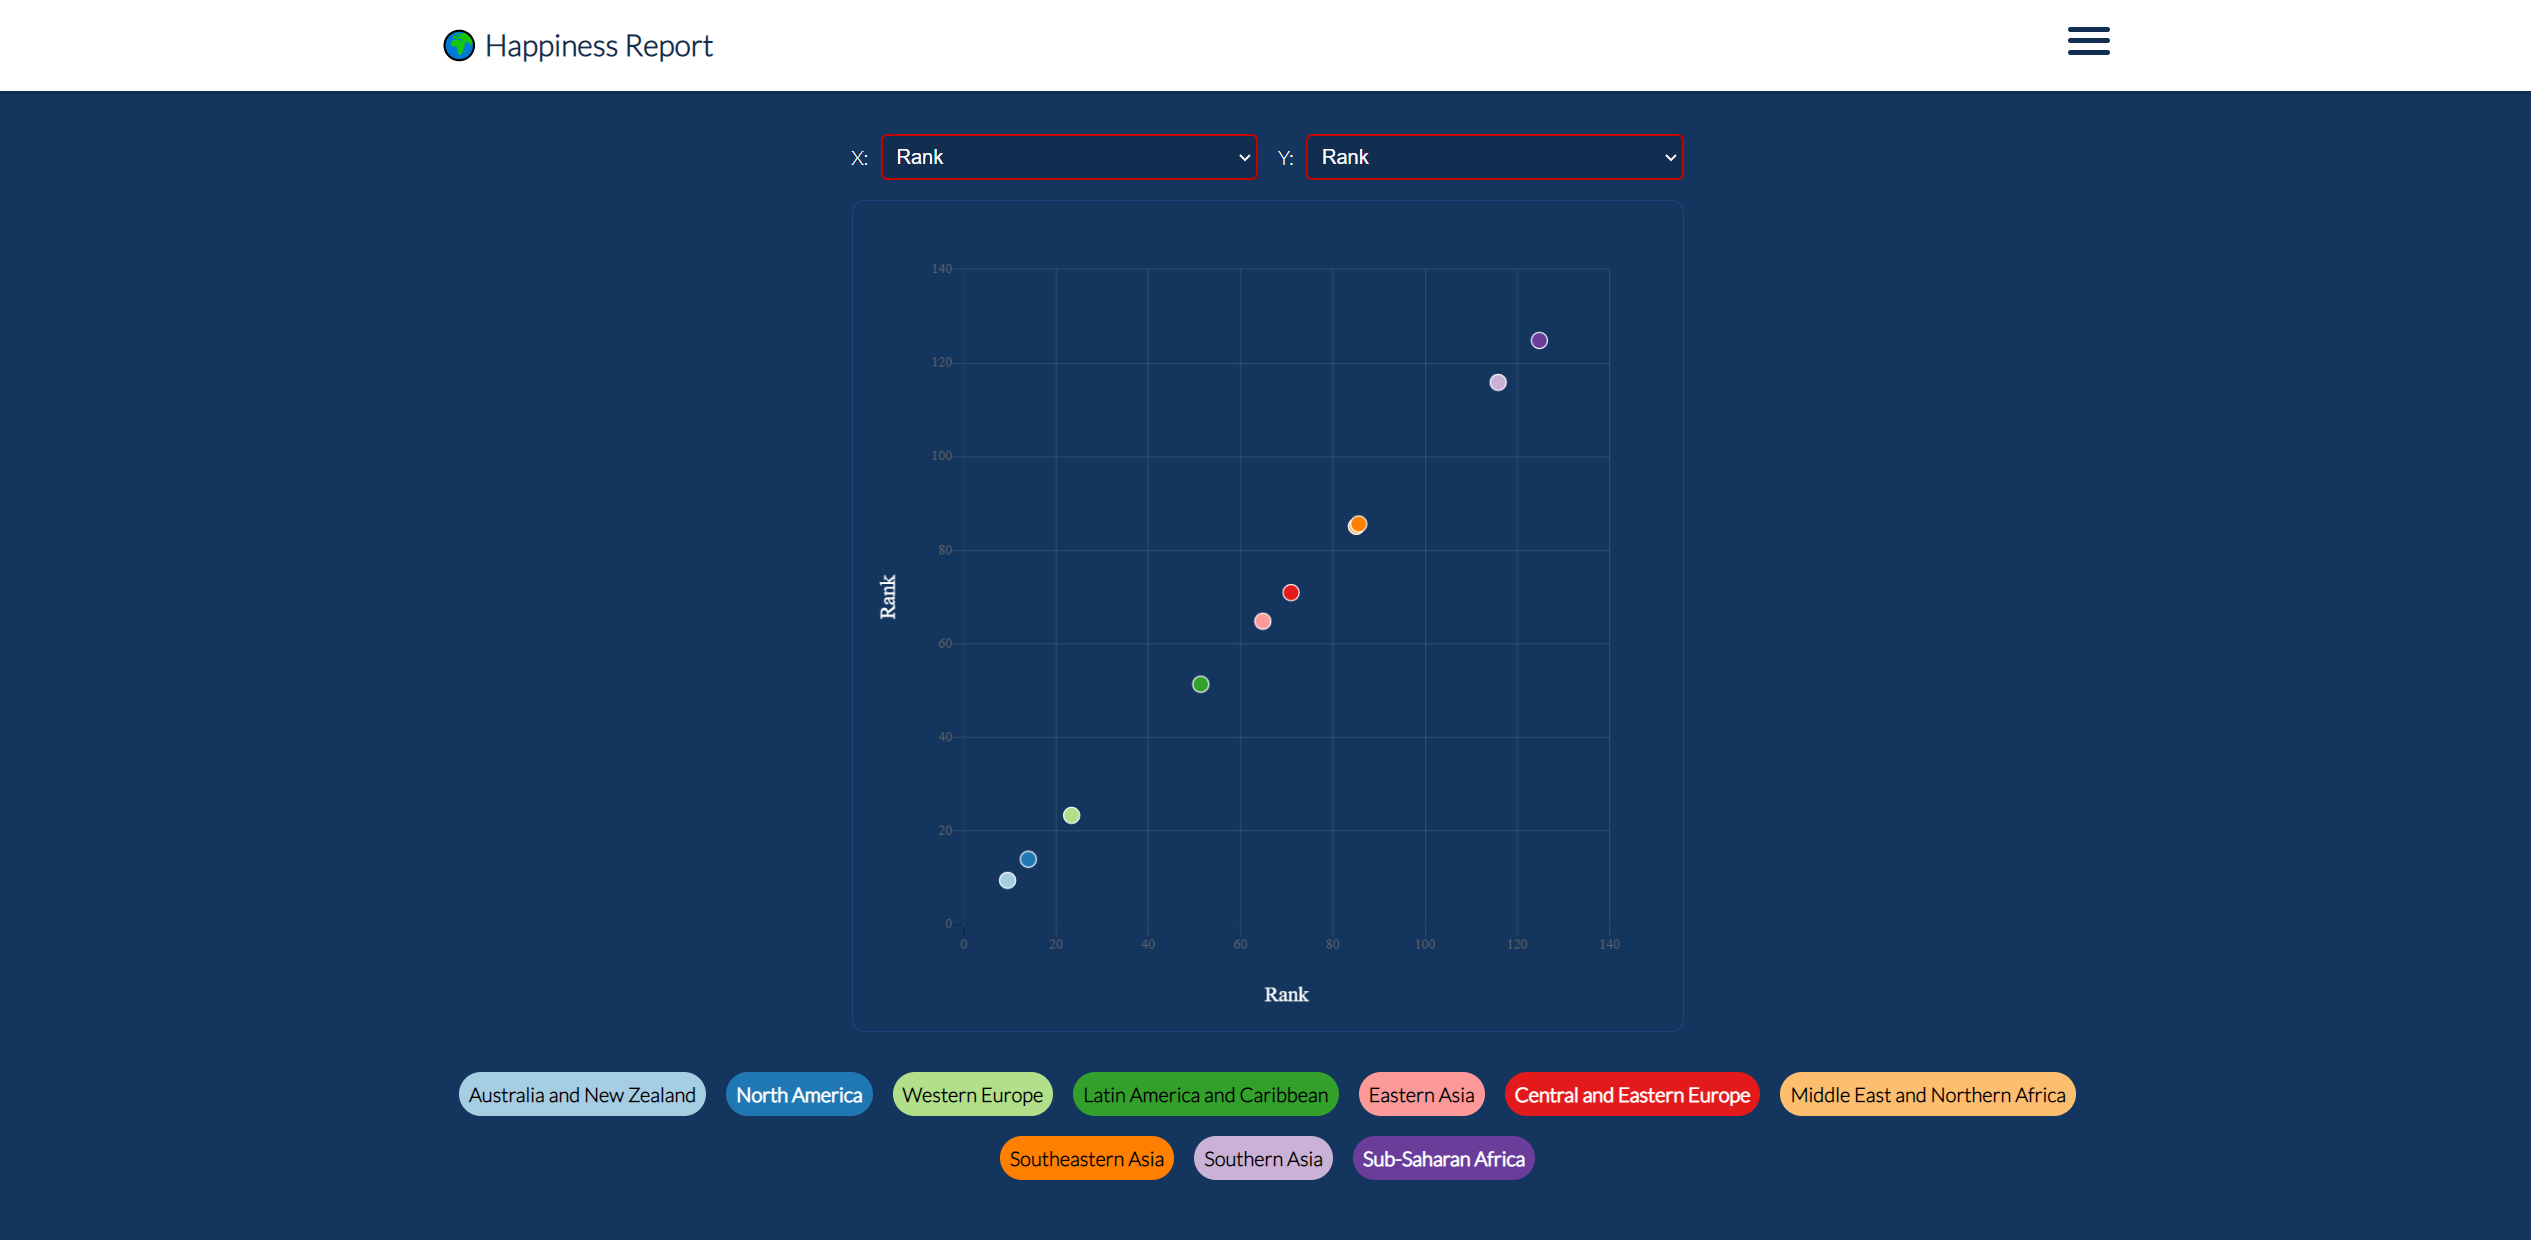 Happiness Report
X: Rank Y: Rank
140
120
100
80
60
40
20
0
Rank
0 20 40 60 80 100 120 140
Rank
Australia and New Zealand North America Western Europe Latin America and Caribbean Eastern Asia Central and Eastern Europe Middle East and Northern Africa
Southeastern Asia Southern Asia Sub-Saharan Africa